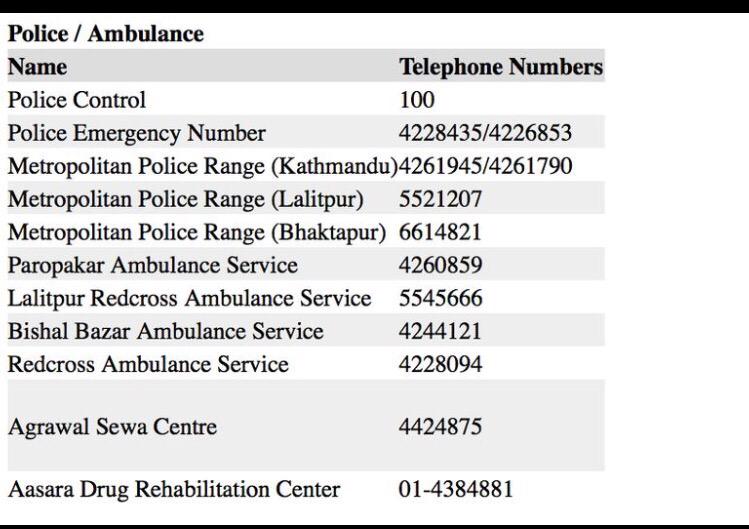 Police / Ambulance
Name Telephone Numbers
Police Control 100
Police Emergency Number 4228435/4226853
Metropolitan Police Range (Kathmandu) 4261945/4261790
Metropolitan Police Range (Lalitpur) 5521207
Metropolitan Police Range (Bhaktapur) 6614821
Paropakar Ambulance Service 4260859
Lalitpur Redcross Ambulance Service 5545666
Bishal Bazar Ambulance Service 4244121
Redcross Ambulance Service 4228094
Agrawal Sewa Centre 4424875
Aasara Drug Rehabilitation Center 01-4384881